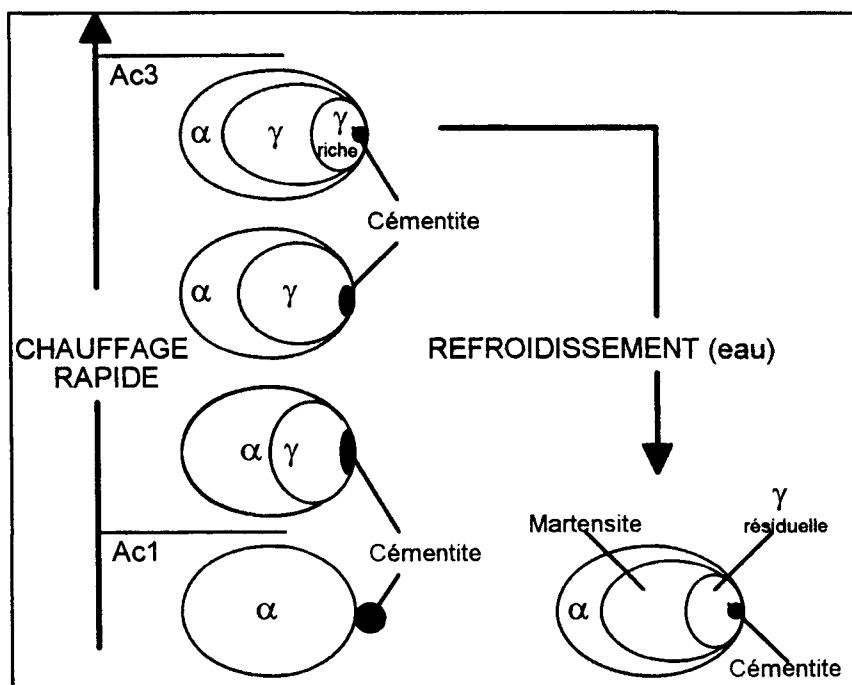 Ac3
α
γ
γ
riche
Cémentite
α
γ
CHAUFFAGE
RAPIDE
REFROIDISSEMENT (eau)
α
γ
Ac1
Cémentite
α
Martensite
γ
résiduelle
α
Cémentite